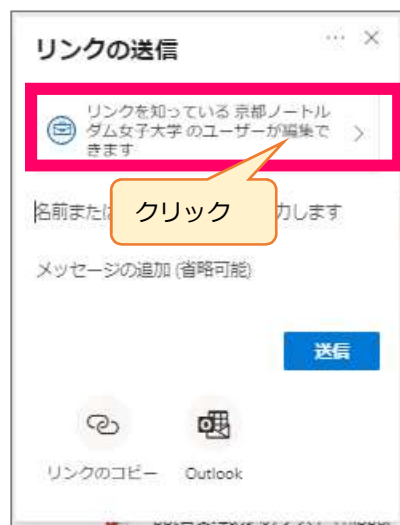 リンクの送信
リンクを知っている 京都ノートル
ダム女子大学 のユーザーが編集で
きます
クリック
名前または 力します
メッセージの追加 (省略可能)
送信
リンクのコピー
Outlook